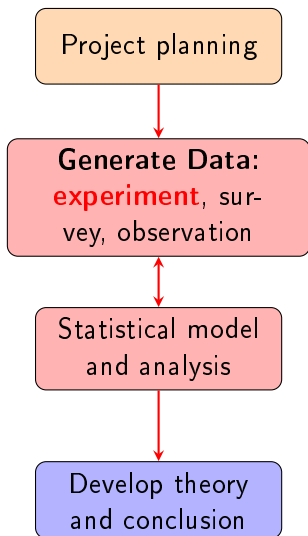 Project planning
Generate Data:
experiment, sur-
vey, observation
Statistical model
and analysis
Develop theory
and conclusion